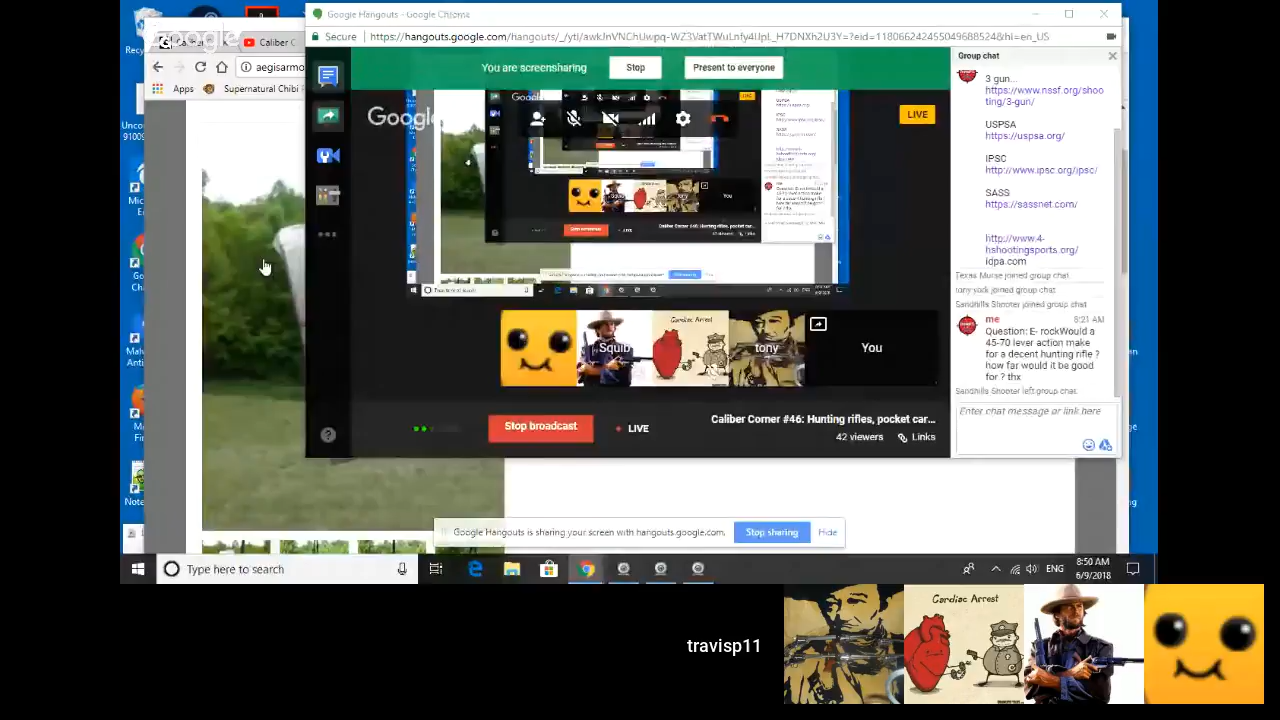 Google Hangouts - Google Chrome
Secure
Caliber C
Google
aegisarmo
Apps
Supernatural Chibi
You are screensharing
Stop
Present to everyone
Google
LIVE
Squib
tony
You
Stop broadcast
LIVE
Caliber Corner #46: Hunting rifles, pocket car...
42 viewers
Links
Group chat
3 gun...
https://www.nssf.org/shoo
ting/3-gun/
USPSA
https://uspsa.org/
IPSC
http://www.ipsc.org/ipsc/
SASS
https://sassnet.com/
http://www.4-
hshootingsports.org/
idpa.com
joined group chat
joined group chat
Sandhills Shooter joined group chat
me
8:21 AM
Question: E- rockWould a
45-70 lever action make
for a decent hunting rifle ?
how far would it be good
for ? thx
Sandhills Shooter left group chat.
Enter chat message or link here
Google Hangouts is sharing your screen with hangouts.google.com.
Stop sharing
Hide
Type here to search
ENG
8:50 AM
6/9/2018
travisp11
Cardiac Arrest